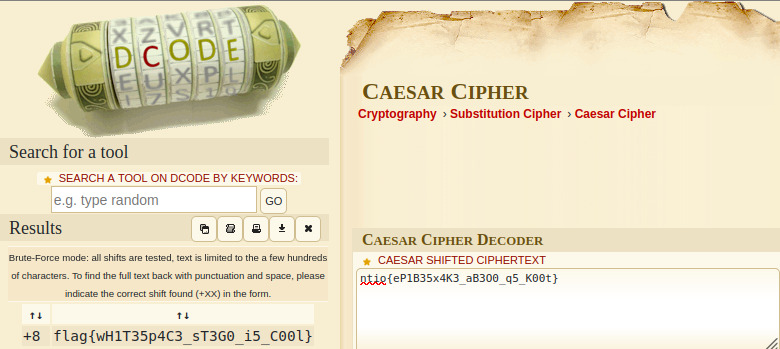 XZVRT
DCODE
EUXPL
Search for a tool
SEARCH A TOOL ON DCODE BY KEYWORDS:
e.g. type random
GO
Results
Brute-Force mode: all shifts are tested, text is limited to the a few hundreds
of characters. To find the full text back with punctuation and space, please
indicate the correct shift found (+XX) in the form.
↑↓ ↑↓
+8 flag{wH1T35p4C3_sT3G0_i5_C00l}
CAESAR CIPHER
Cryptography › Substitution Cipher › Caesar Cipher
CAESAR CIPHER DECODER
CAESAR SHIFTED CIPHERTEXT
ntio{eP1B35x4K3_aB3O0_q5_K00t}